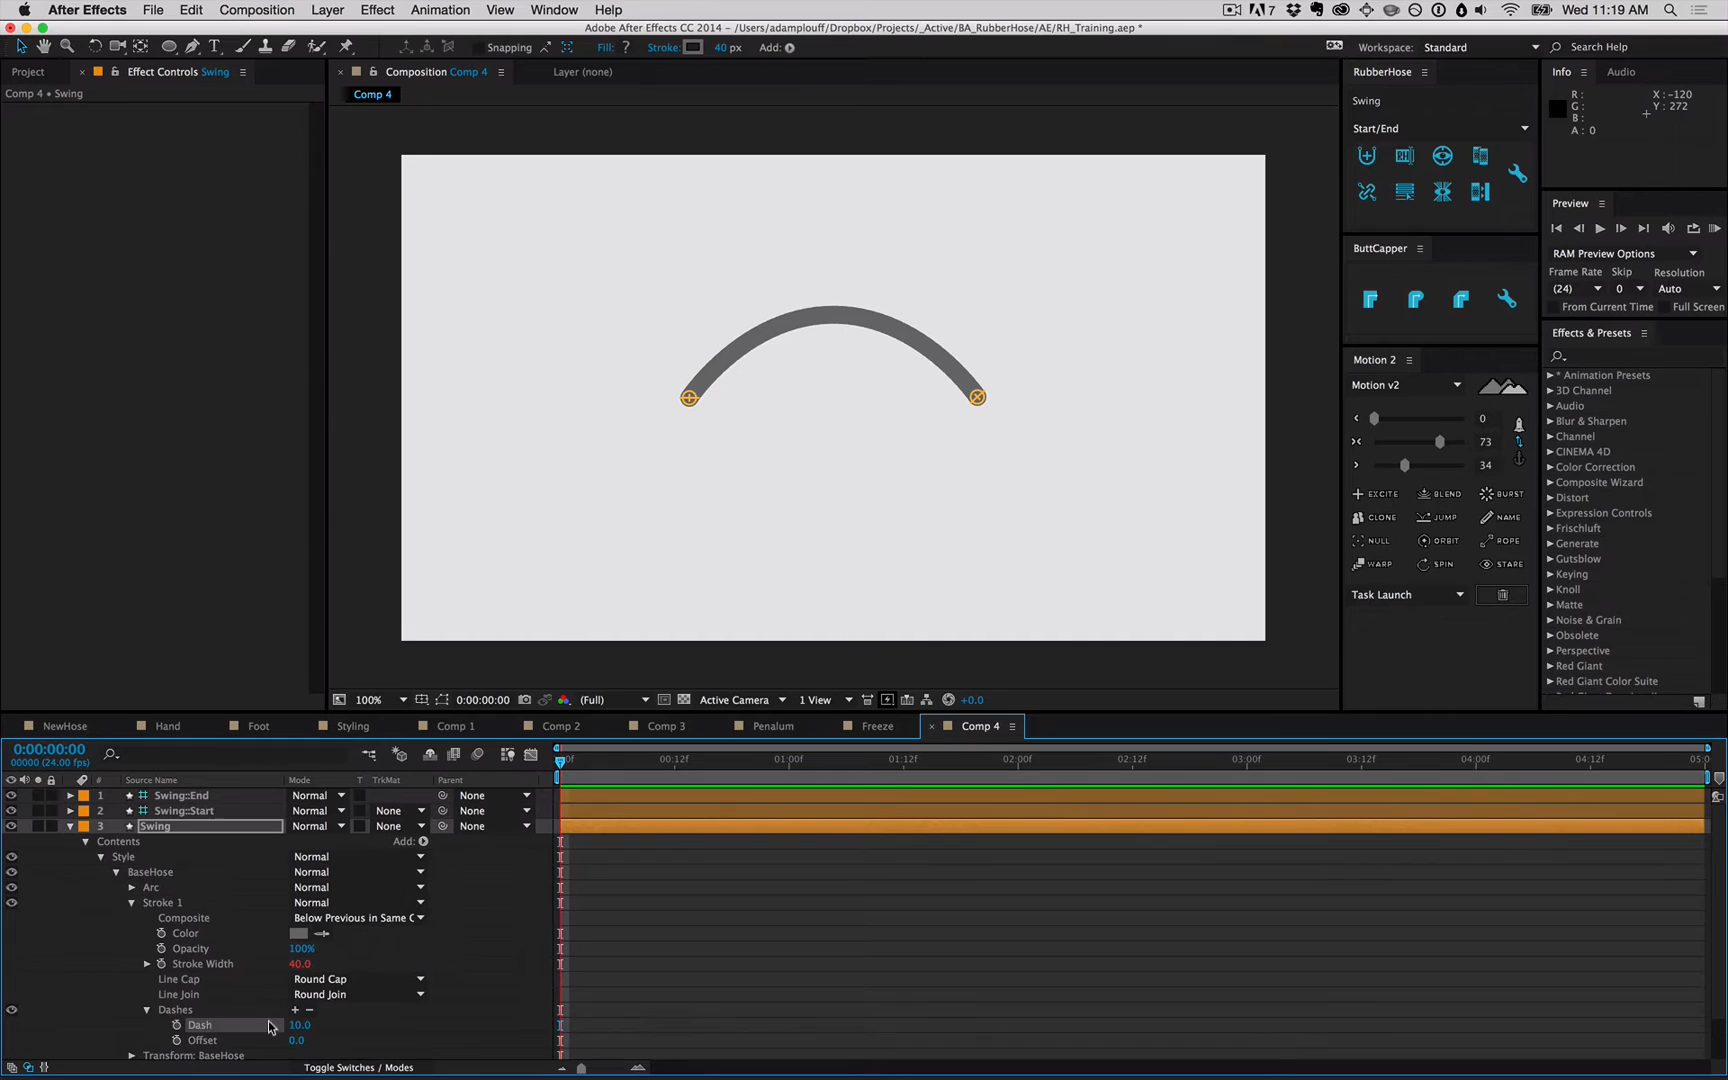 After Effects File Edit Composition Layer Effect Animation View Window Help 7 Wed 11:19 AM
Adobe After Effects CC 2014 - /Users/adamplouff/Dropbox/Projects/_Active/BA_RubberHose/AE/RH_Training.aep *
Snapping Fill: ? Stroke: 40 px Add: Workspace: Standard Search Help
Project Effect Controls Swing Composition Comp 4 Layer (none) RubberHose Info Audio
Comp 4 • Swing Comp 4
Swing
R : X : -120
G : Y : 272
B :
A : 0
Start/End
Preview
RAM Preview Options
Frame Rate Skip Resolution
(24) 0 Auto
From Current Time Full Screen
ButtCapper
Effects & Presets
Motion 2
Motion v2
0
73
34
EXCITE BLEND BURST
CLONE JUMP NAME
NULL ORBIT ROPE
WARP SPIN STARE
Task Launch
* Animation Presets
3D Channel
Audio
Blur & Sharpen
Channel
CINEMA 4D
Color Correction
Composite Wizard
Distort
Expression Controls
Frischluft
Generate
Gutsblow
Keying
Knoll
Matte
Noise & Grain
Obsolete
Perspective
Red Giant
Red Giant Color Suite
100% 0:00:00:00 (Full) Active Camera 1 View +0.0
NewHose Hand Foot Styling Comp 1 Comp 2 Comp 3 Penalum Freeze Comp 4
0:00:00:00
00000 (24.00 fps)
00:12f 01:00f 01:12f 02:00f 02:12f 03:00f 03:12f 04:00f 04:12f
# Source Name Mode T TrkMat Parent
1 Swing::End Normal None
2 Swing::Start Normal None None
3 Swing Normal None None
Contents Add:
Style Normal
BaseHose Normal
Arc Normal
Stroke 1 Normal
Composite Below Previous in Same G
Color
Opacity 100%
Stroke Width 40.0
Line Cap Round Cap
Line Join Round Join
Dashes + −
Dash 10.0
Offset 0.0
Transform: BaseHose
Toggle Switches / Modes